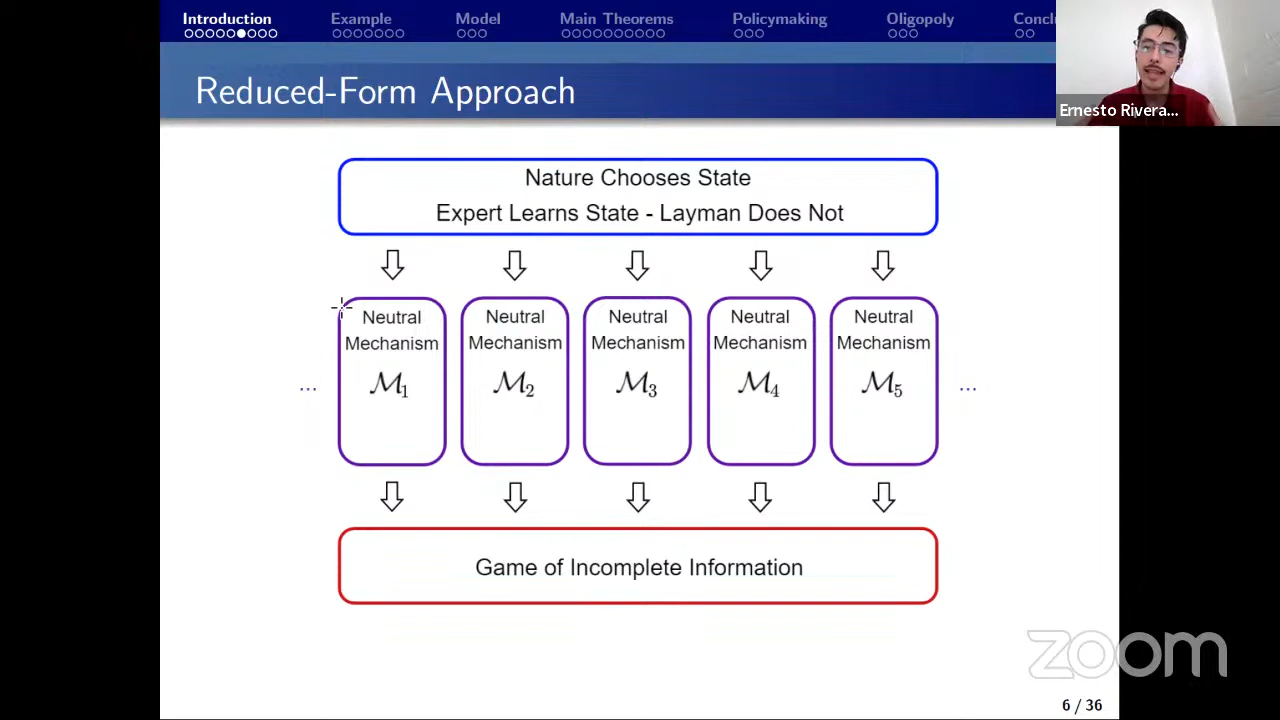 Introduction Example Model Main Theorems Policymaking Oligopoly Concl
Ernesto Rivera...
Reduced-Form Approach
Nature Chooses State
Expert Learns State - Layman Does Not
Neutral Neutral Neutral Neutral Neutral
Mechanism Mechanism Mechanism Mechanism Mechanism
... ℳ₁ ℳ₂ ℳ₃ ℳ₄ ℳ₅ ...
Game of Incomplete Information
zoom
6 / 36